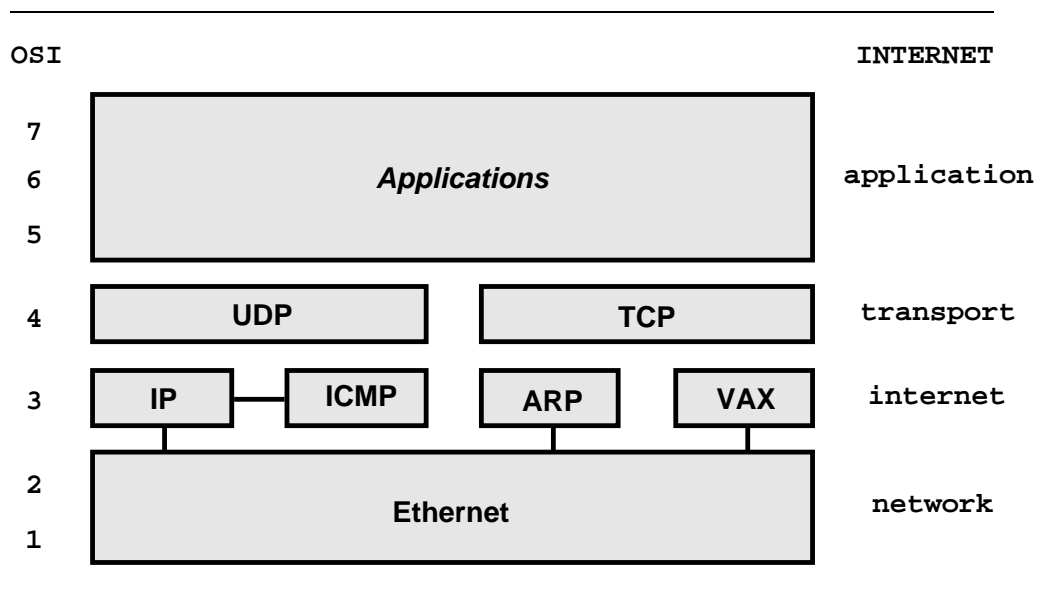 OSI INTERNET
7
6 Applications application
5
4 UDP TCP transport
3 IP ICMP ARP VAX internet
2
Ethernet network
1